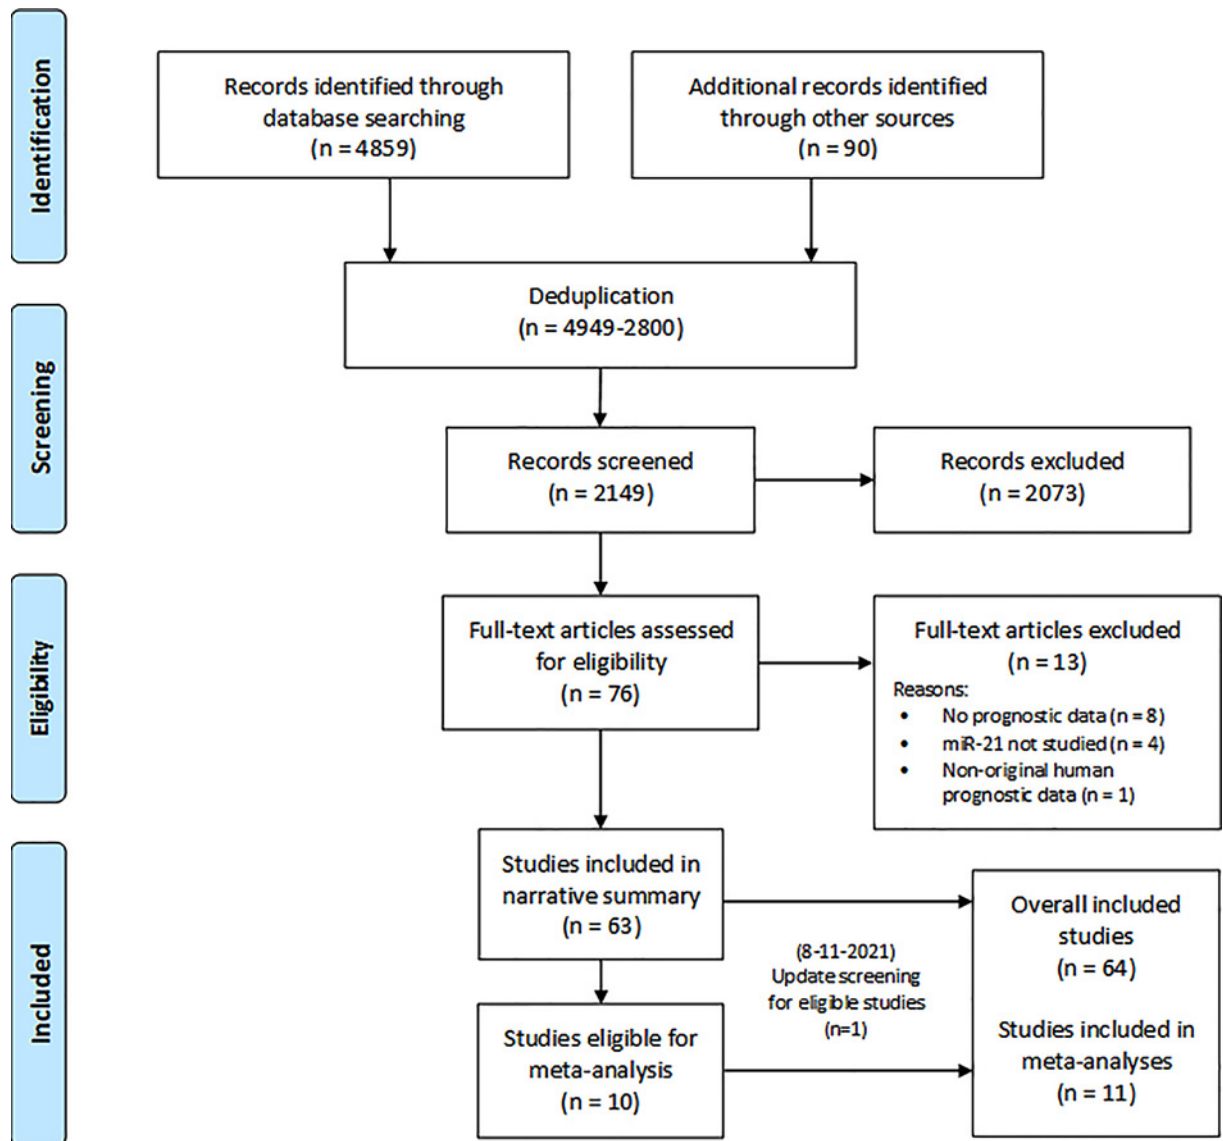 Identification
Records identified through
database searching
(n = 4859)
Additional records identified
through other sources
(n = 90)
Deduplication
(n = 4949-2800)
Screening
Records screened
(n = 2149)
Records excluded
(n = 2073)
Eligibility
Full-text articles assessed
for eligibility
(n = 76)
Full-text articles excluded
(n = 13)
Reasons:
• No prognostic data (n = 8)
• miR-21 not studied (n = 4)
• Non-original human
prognostic data (n = 1)
Included
Studies included in
narrative summary
(n = 63)
(8-11-2021)
Update screening
for eligible studies
(n=1)
Overall included
studies
(n = 64)
Studies eligible for
meta-analysis
(n = 10)
Studies included in
meta-analyses
(n = 11)